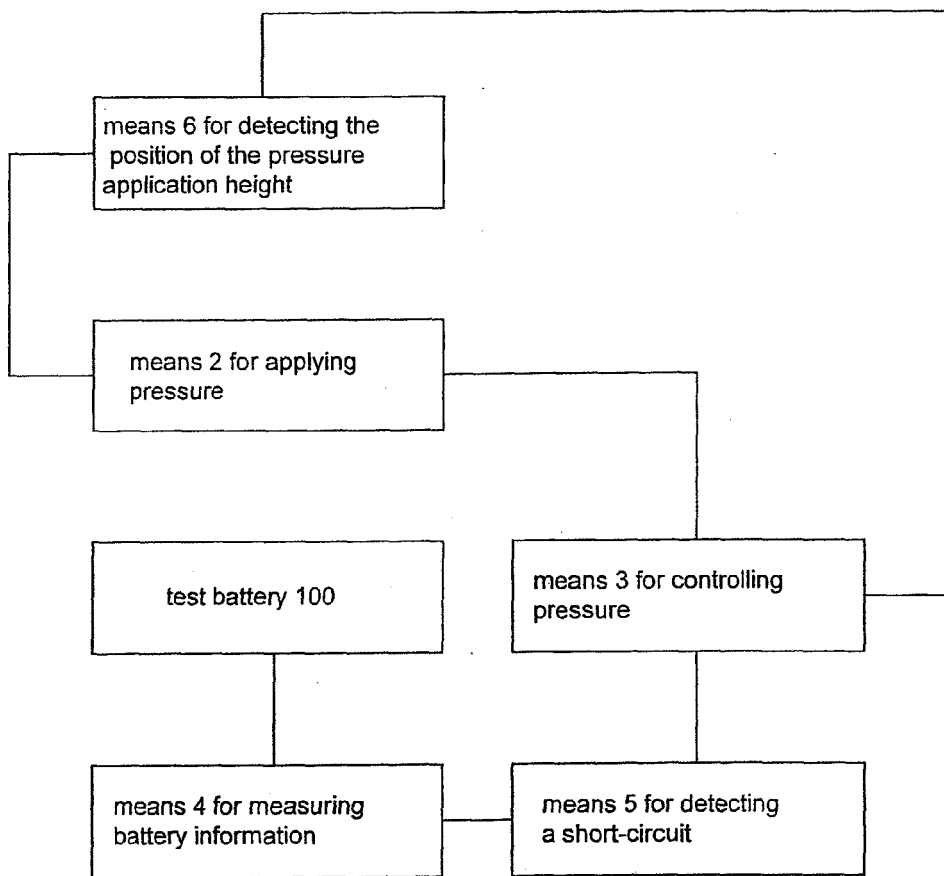 means 6 for detecting the
position of the pressure
application height
means 2 for applying
pressure
test battery 100
means 3 for controlling
pressure
means 4 for measuring
battery information
means 5 for detecting
a short-circuit